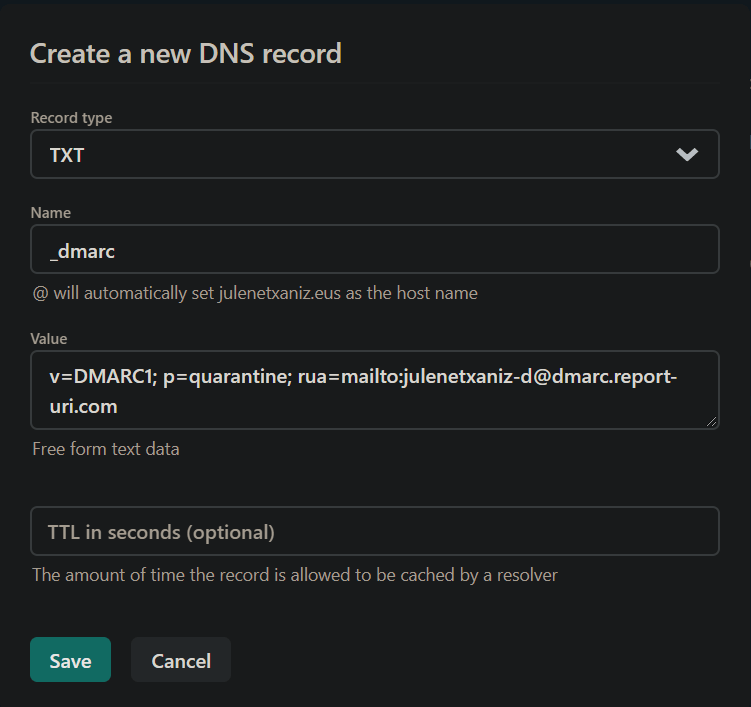 Create a new DNS record
Record type
TXT
Name
_dmarc
@ will automatically set julenetxaniz.eus as the host name
Value
v=DMARC1; p=quarantine; rua=mailto:julenetxaniz-d@dmarc.report-
uri.com
Free form text data
TTL in seconds (optional)
The amount of time the record is allowed to be cached by a resolver
Save Cancel